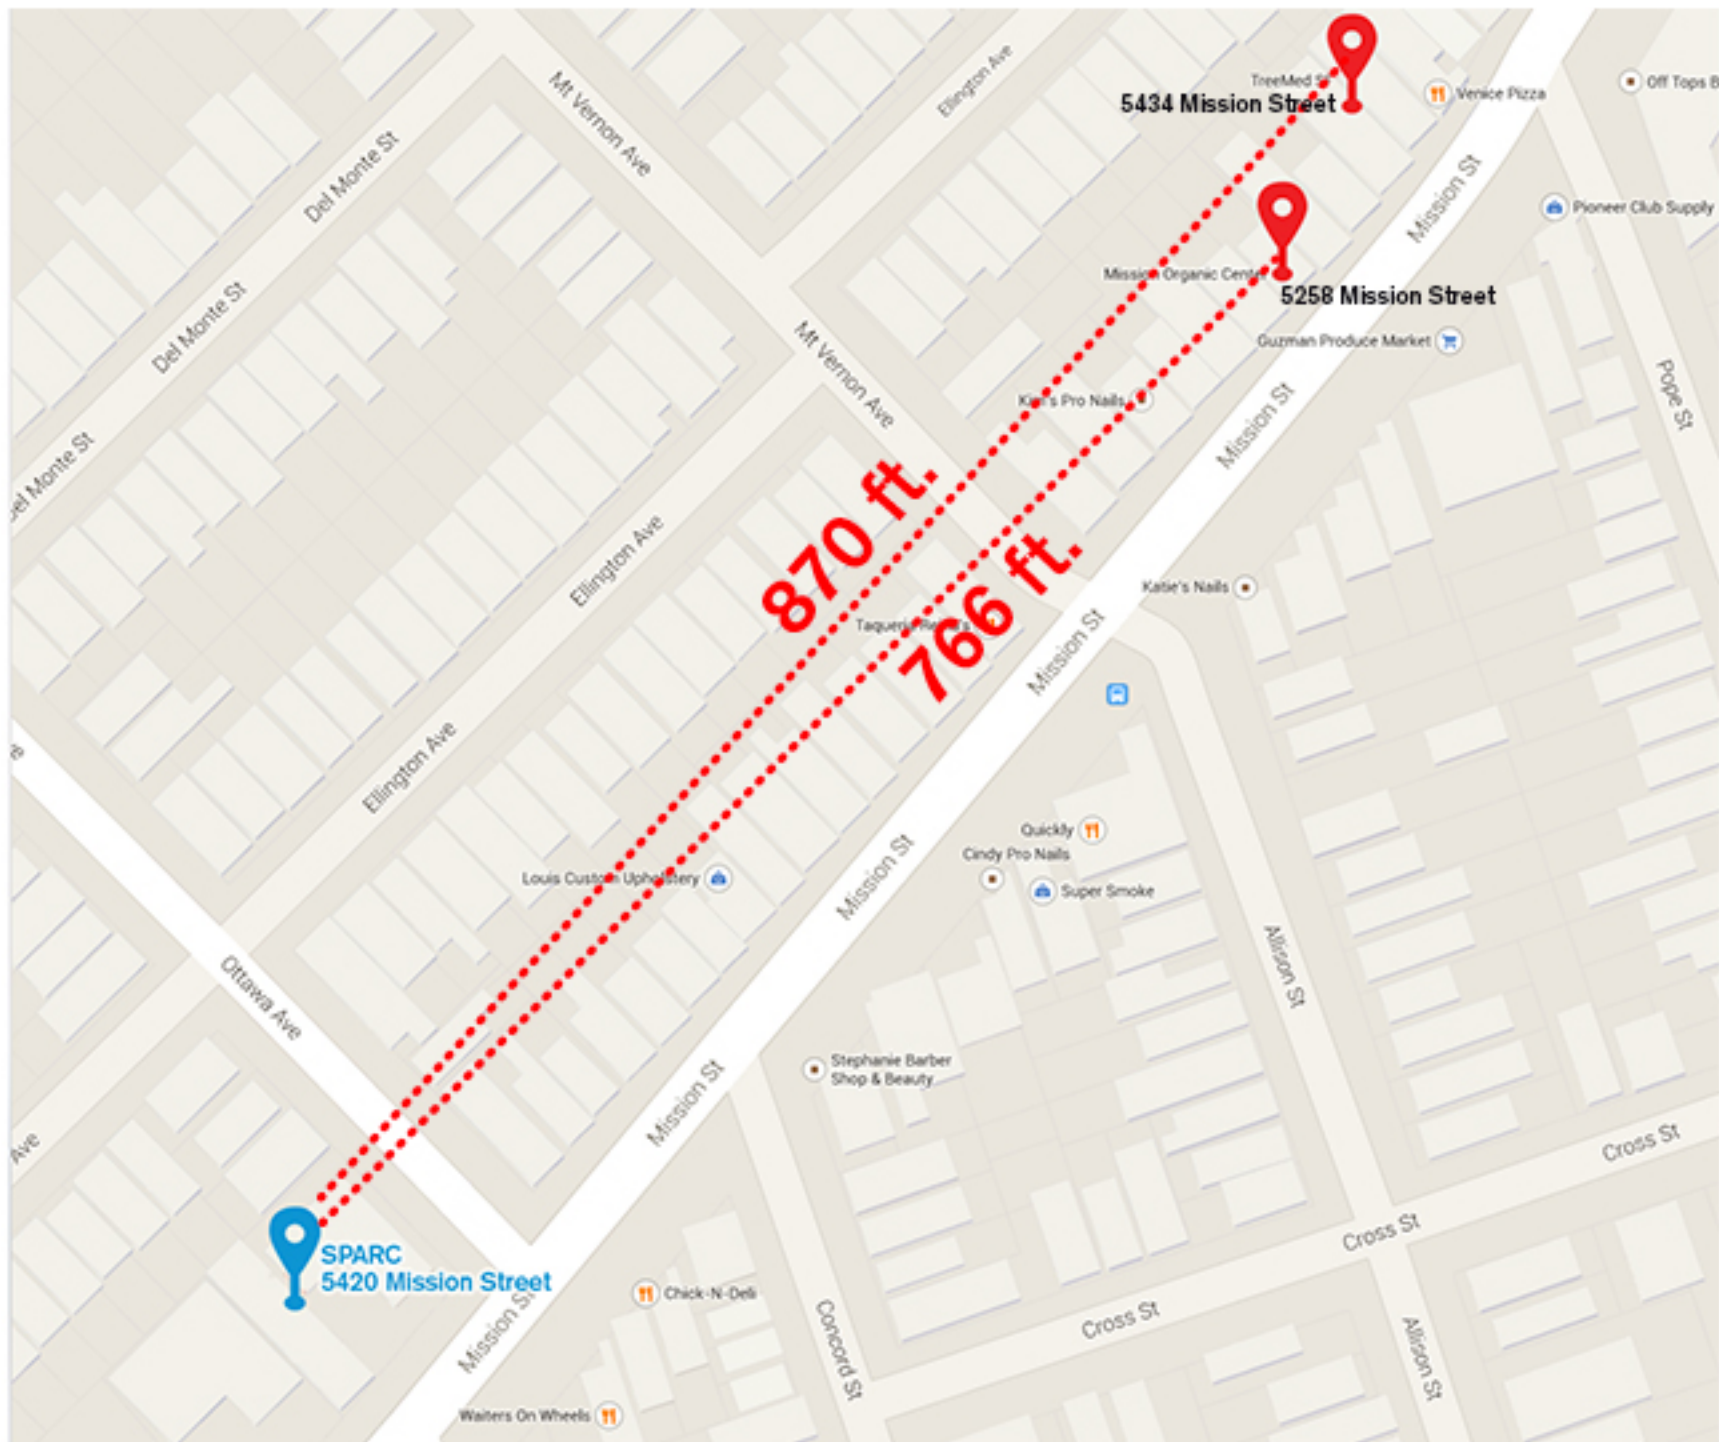 Mt Vernon Ave
Ellington Ave
TreeMed S
5434 Mission Street
Venice Pizza
Off Tops B
Del Monte St
Mission St
Pioneer Club Supply
Mission Organic Cente
5258 Mission Street
Del Monte St
Mt Vernon Ave
Guzman Produce Market
Pope St
Kim's Pro Nails
Mission St
el Monte St
870 ft.
Ellington Ave
766 ft.
Katie's Nails
Taqueria
Mission St
Ellington Ave
Quickly
Cindy Pro Nails
Louis Custom Upholstery
Mission St
Super Smoke
Ottawa Ave
Allison St
Stephanie Barber
Shop & Beauty
Mission St
Ave
Cross St
Cross St
SPARC
5420 Mission Street
Chick-N-Deli
Mission St
Cross St
Concord St
Allison St
Waiters On Wheels